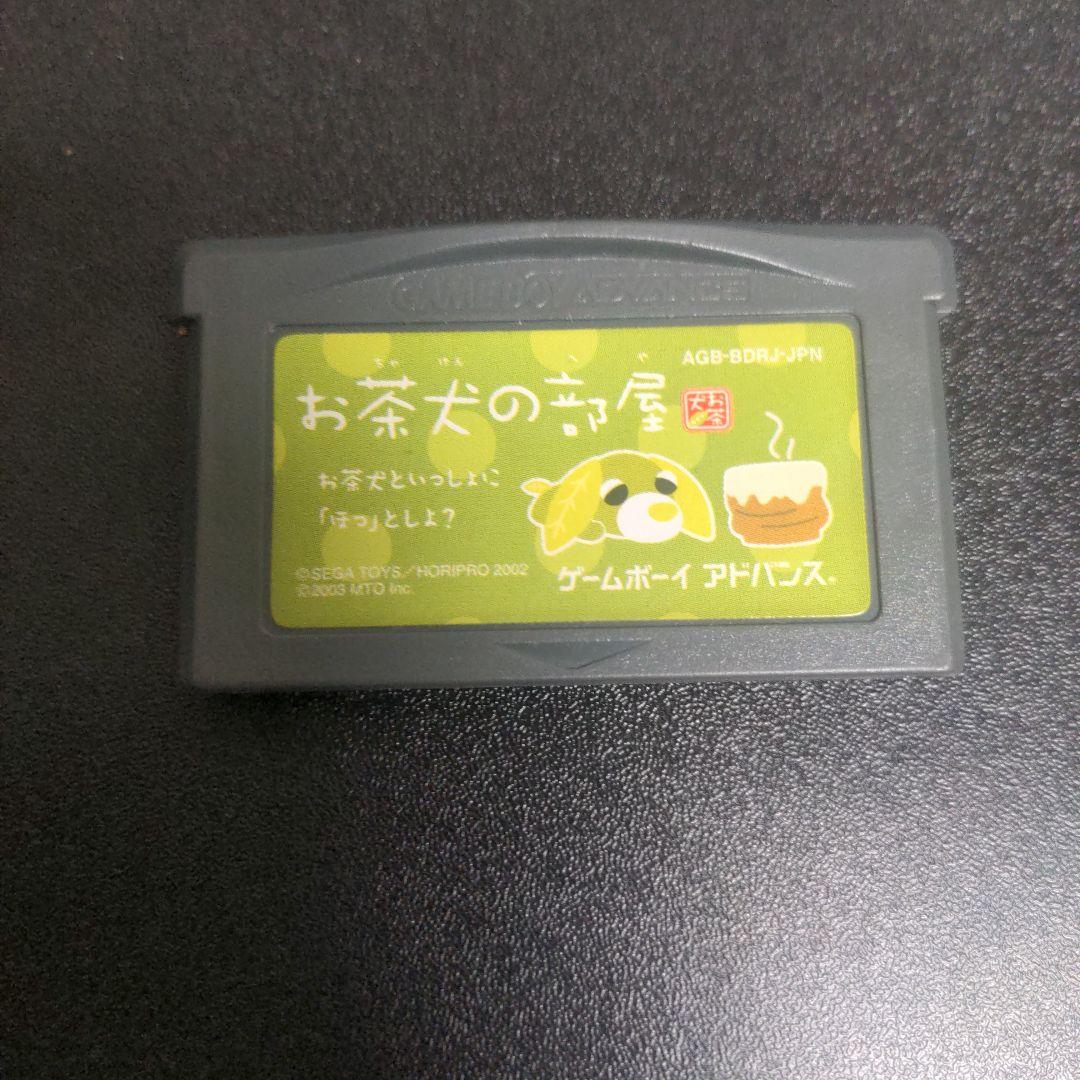 GAME BOY ADVANCE
AGB-BDRJ-JPN
ちゃ けん へ や
お茶犬の部屋
お茶犬
お茶犬といっしょに
「ほっ」としよ？
©SEGA TOYS／HORIPRO 2002
©2003 MTO Inc.
ゲームボーイ アドバンス®